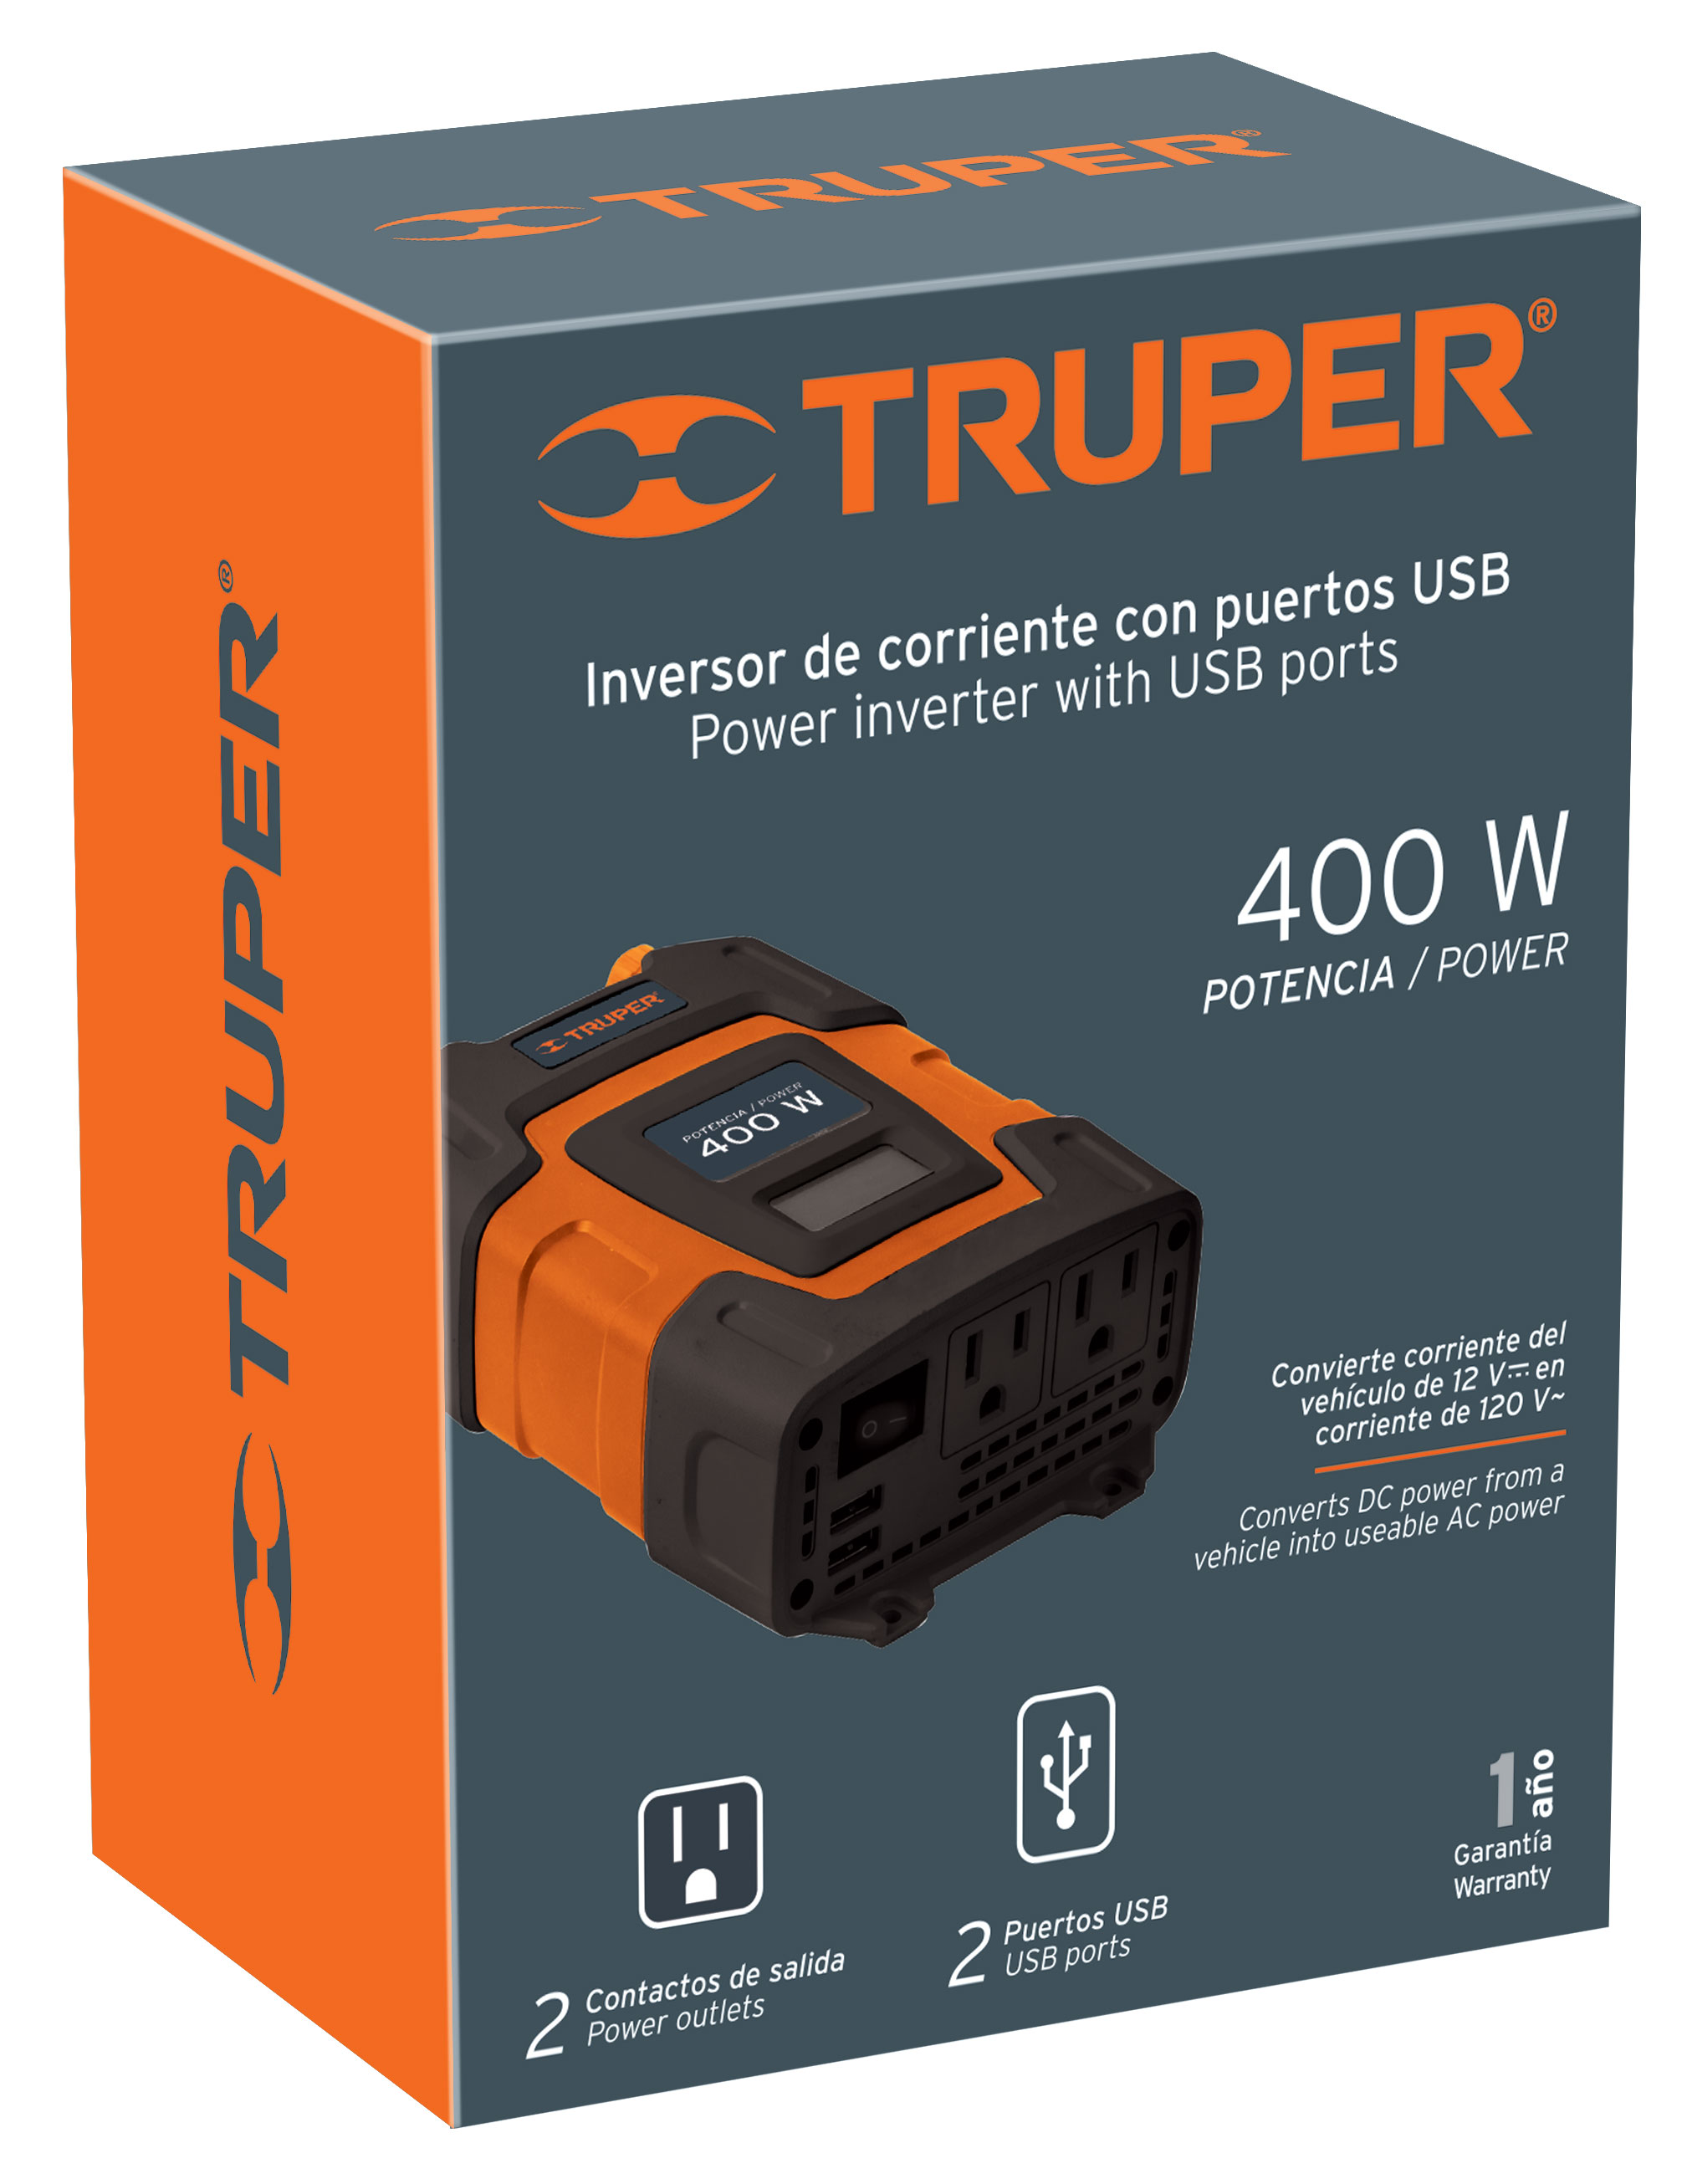 TRUPER®
TRUPER®
TRUPER®
Inversor de corriente con puertos USB
Power inverter with USB ports
400 W
POTENCIA / POWER
TRUPER
POTENCIA / POWER
400 W
Convierte corriente del
vehículo de 12 V⎓ en
corriente de 120 V~
Converts DC power from a
vehicle into useable AC power
2 Contactos de salida
Power outlets
2 Puertos USB
USB ports
1 año
Garantía
Warranty